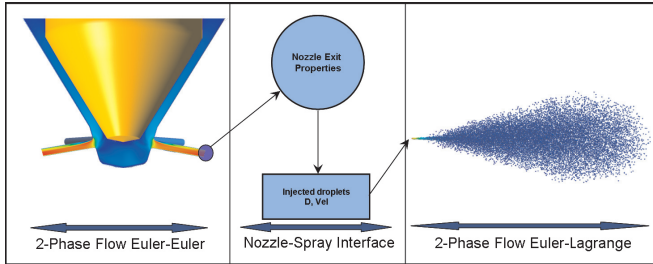 Nozzle Exit
Properties
Injected droplets
D, Vel
2-Phase Flow Euler-Euler
Nozzle-Spray Interface
2-Phase Flow Euler-Lagrange